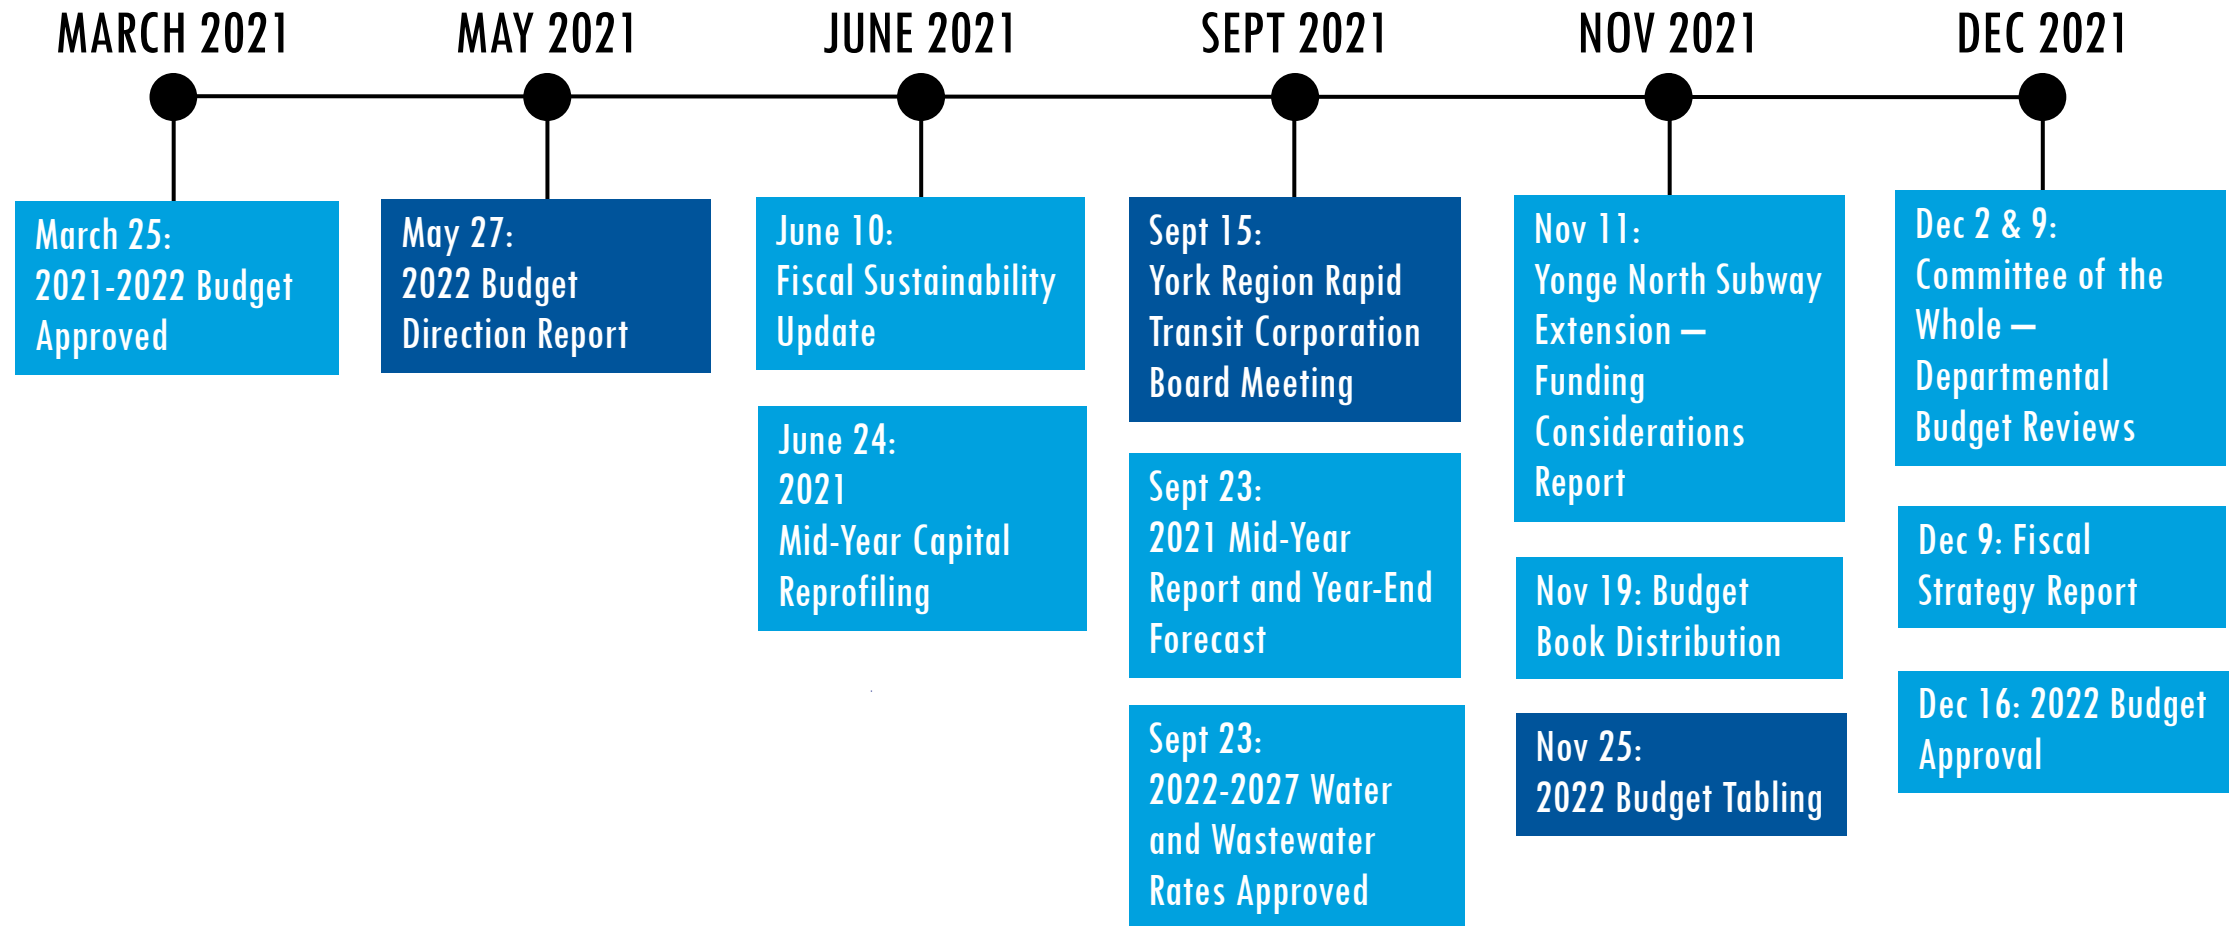 MARCH 2021
MAY 2021
JUNE 2021
SEPT 2021
NOV 2021
DEC 2021
March 25:
2021-2022 Budget
Approved
May 27:
2022 Budget
Direction Report
June 10:
Fiscal Sustainability
Update
June 24:
2021
Mid-Year Capital
Reprofiling
Sept 15:
York Region Rapid
Transit Corporation
Board Meeting
Sept 23:
2021 Mid-Year
Report and Year-End
Forecast
Sept 23:
2022-2027 Water
and Wastewater
Rates Approved
Nov 11:
Yonge North Subway
Extension –
Funding
Considerations
Report
Nov 19: Budget
Book Distribution
Nov 25:
2022 Budget Tabling
Dec 2 & 9:
Committee of the
Whole –
Departmental
Budget Reviews
Dec 9: Fiscal
Strategy Report
Dec 16: 2022 Budget
Approval